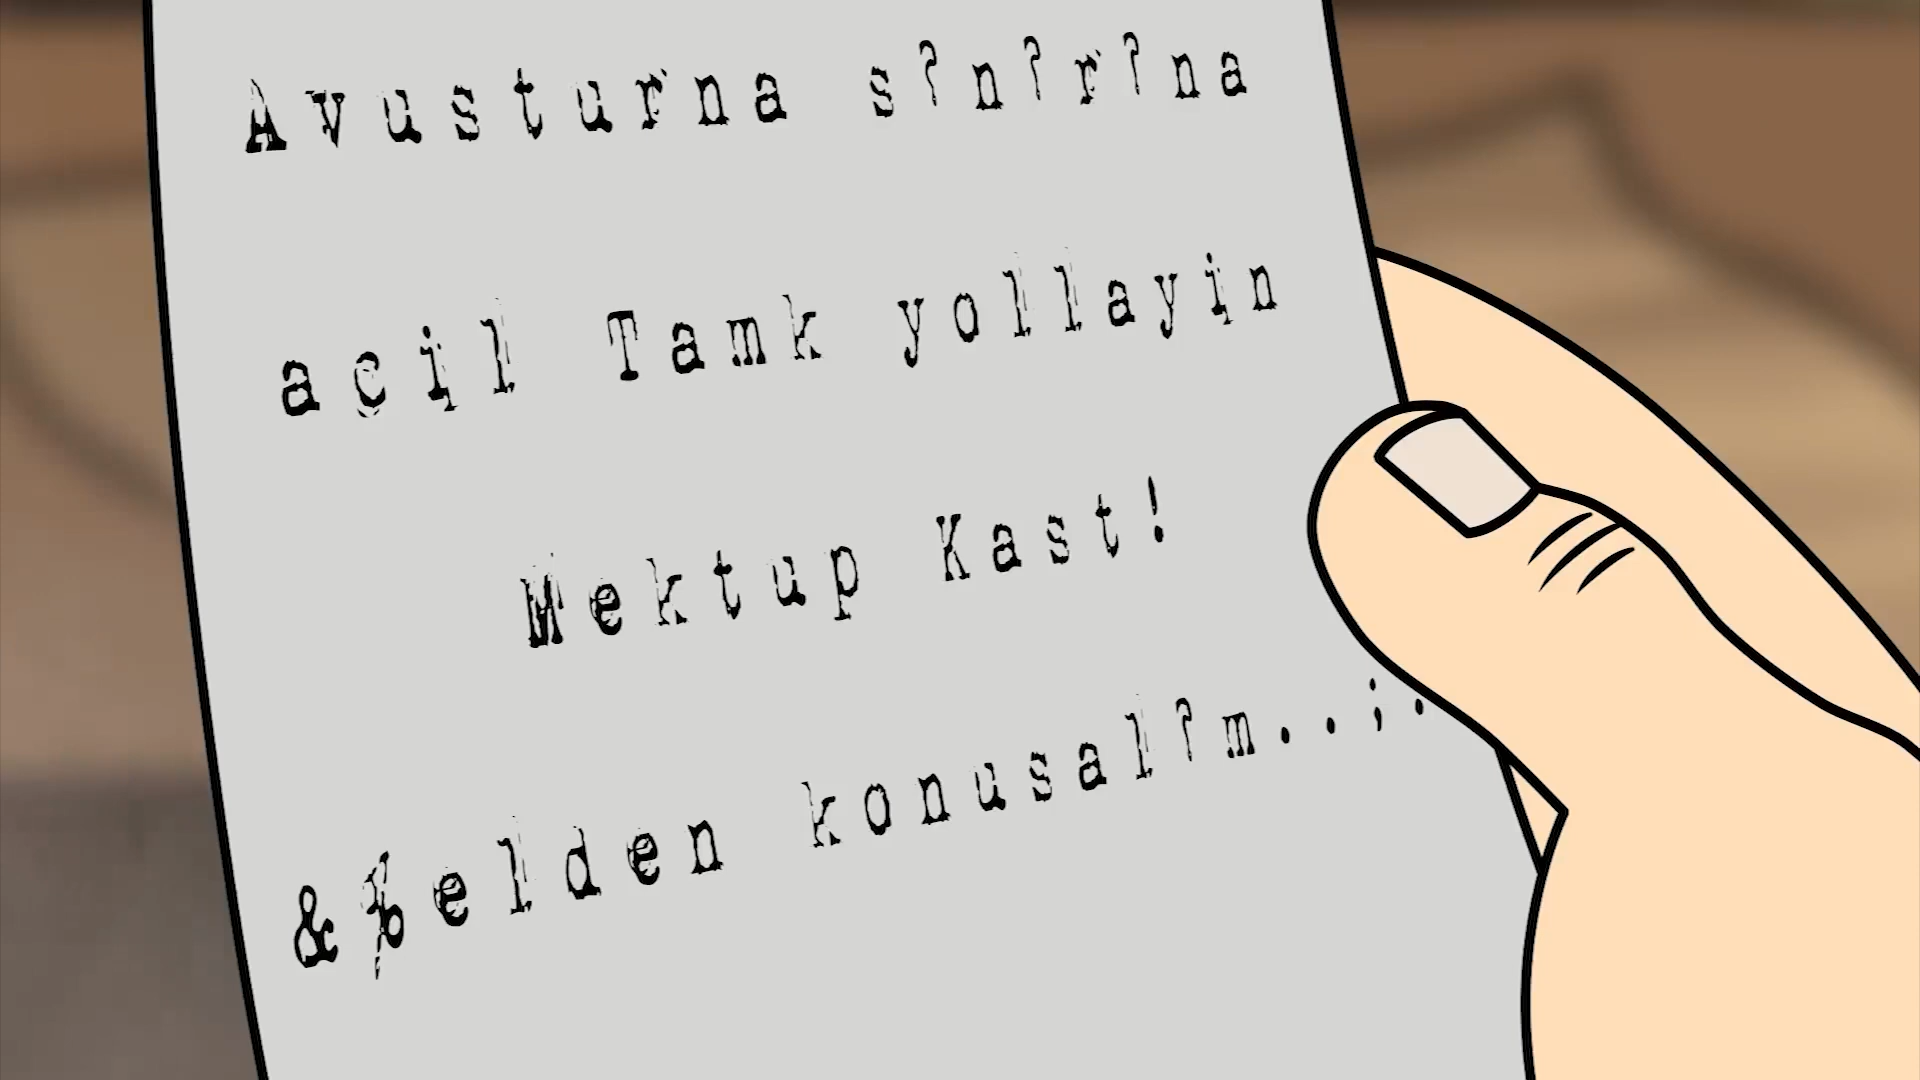 Avusturna s?n?r?na
acil Tamk yollayin
Mektup Kast!
&%elden konusal?m..;.